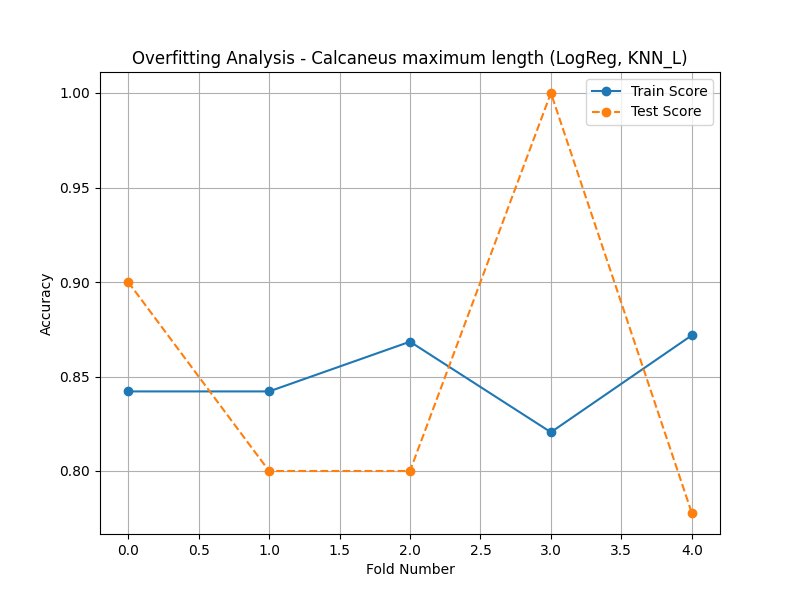 Overfitting Analysis - Calcaneus maximum length (LogReg, KNN_L)
Train Score
Test Score
1.00
0.95
0.90
0.85
0.80
Accuracy
0.0 0.5 1.0 1.5 2.0 2.5 3.0 3.5 4.0
Fold Number